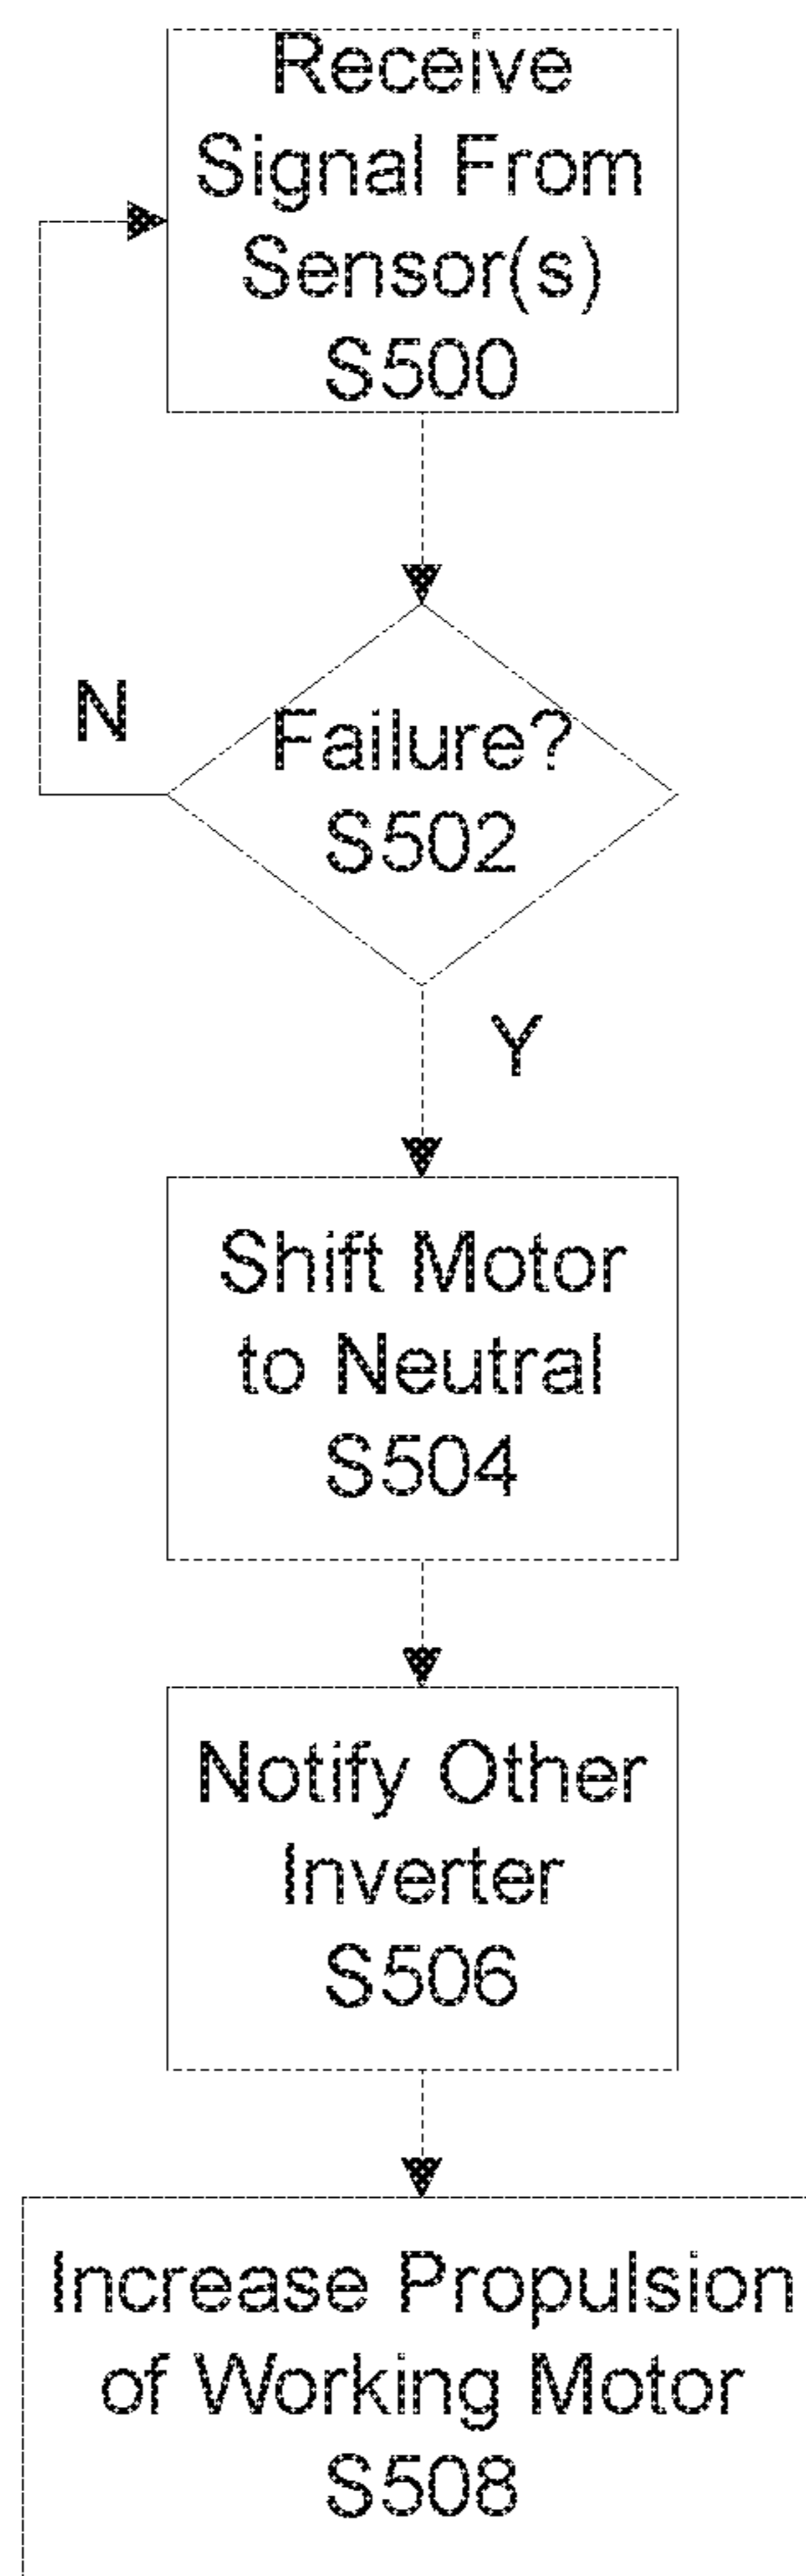 Receive
Signal From
Sensor(s)
S500
N
Failure?
S502
Y
Shift Motor
to Neutral
S504
Notify Other
Inverter
S506
Increase Propulsion
of Working Motor
S508